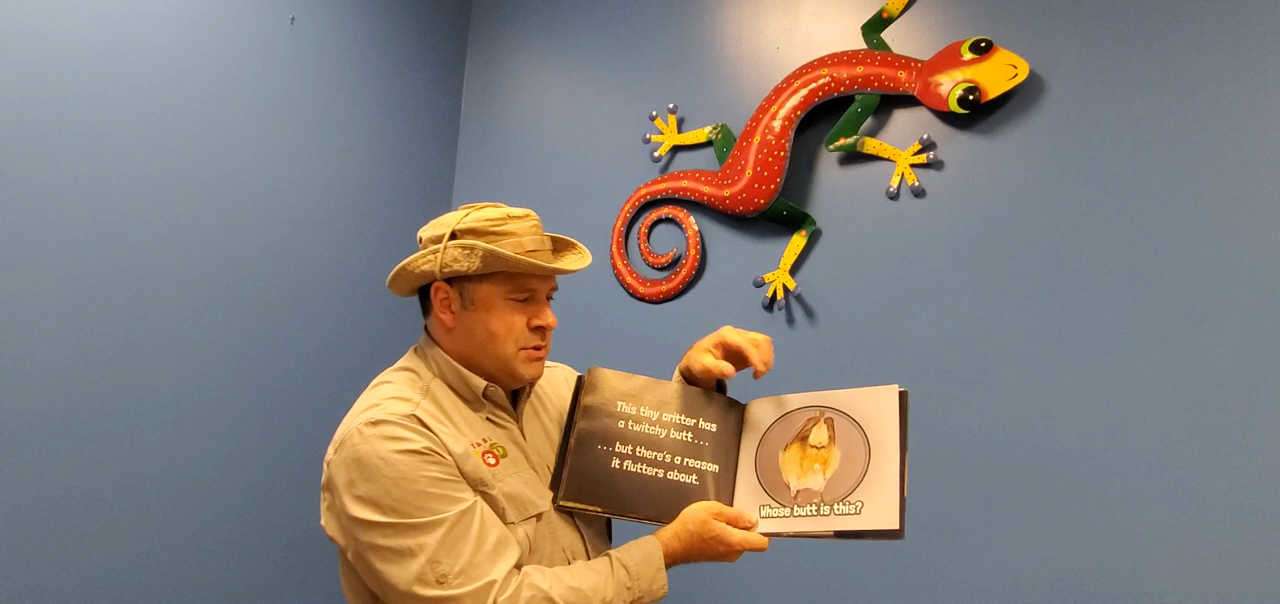 This tiny critter has
a twitchy butt...
...but there's a reason
it flutters about.
Whose butt is this?